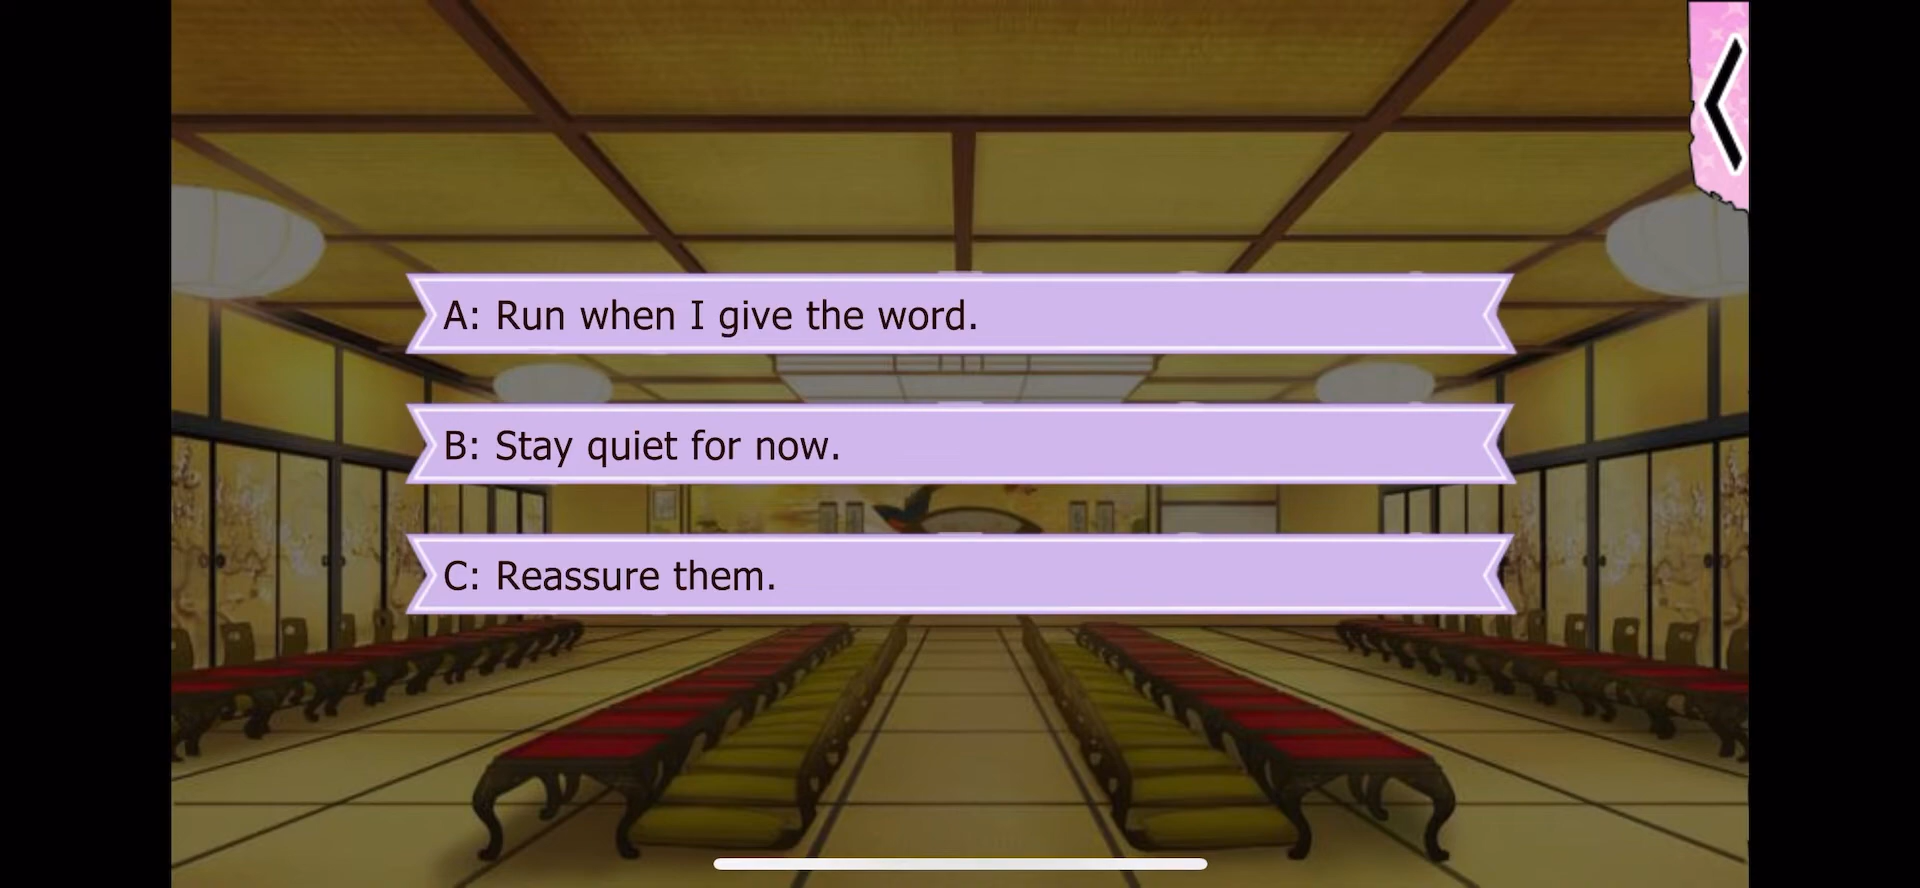 A: Run when I give the word.
B: Stay quiet for now.
C: Reassure them.